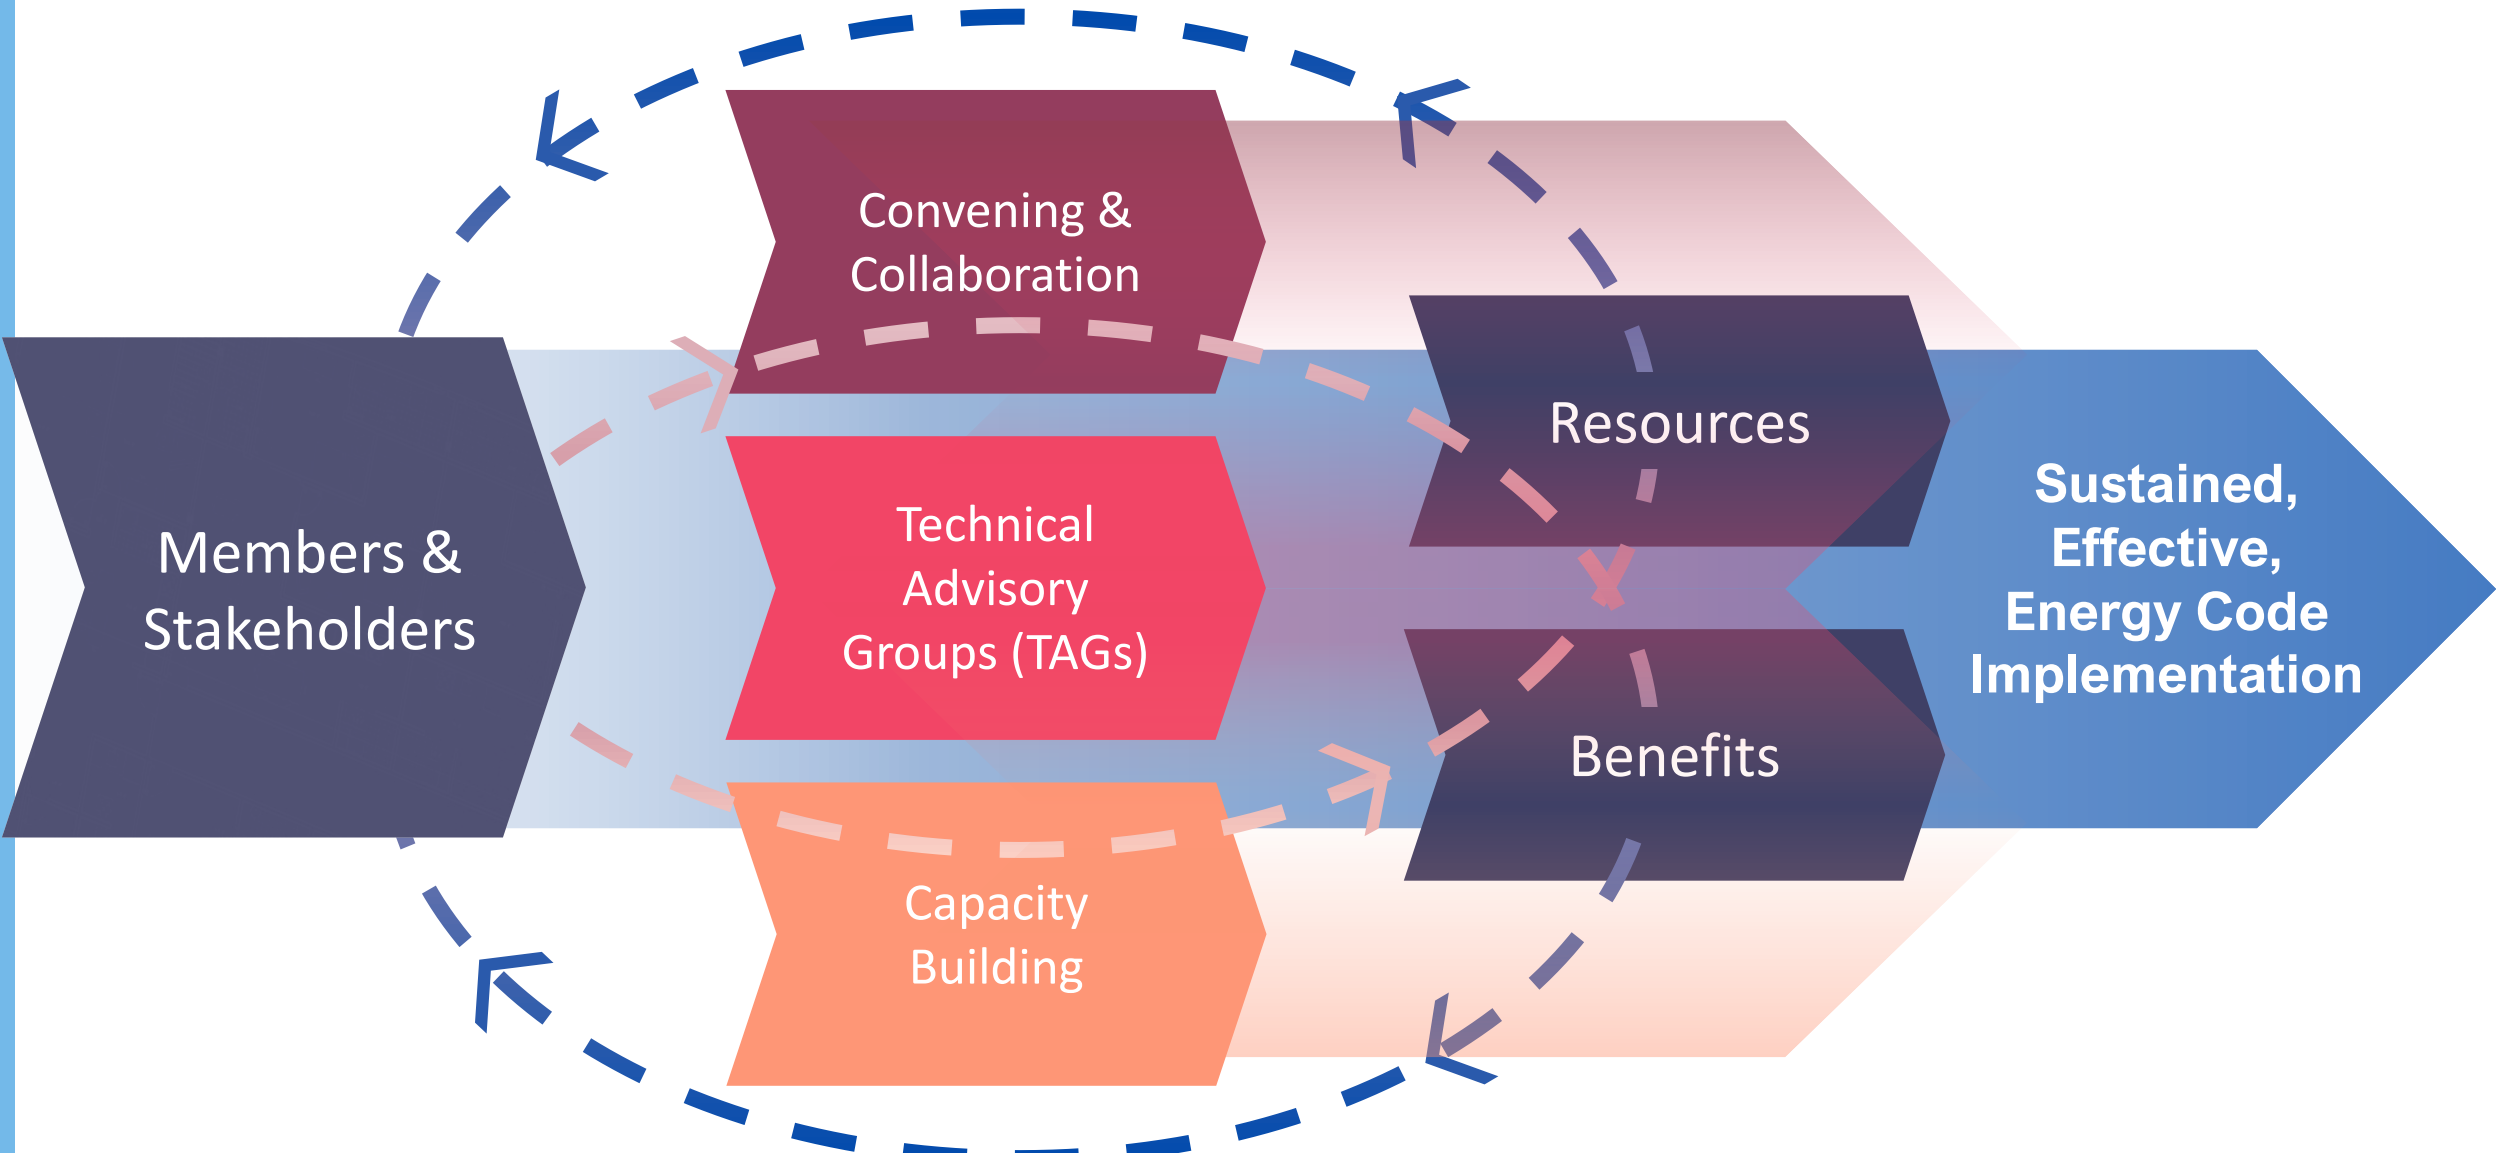 Members &
Stakeholders
Convening &
Collaboration
Technical
Advisory
Groups (TAGs)
Capacity
Building
Resources
Benefits
Sustained,
Effective,
Energy Code
Implementation